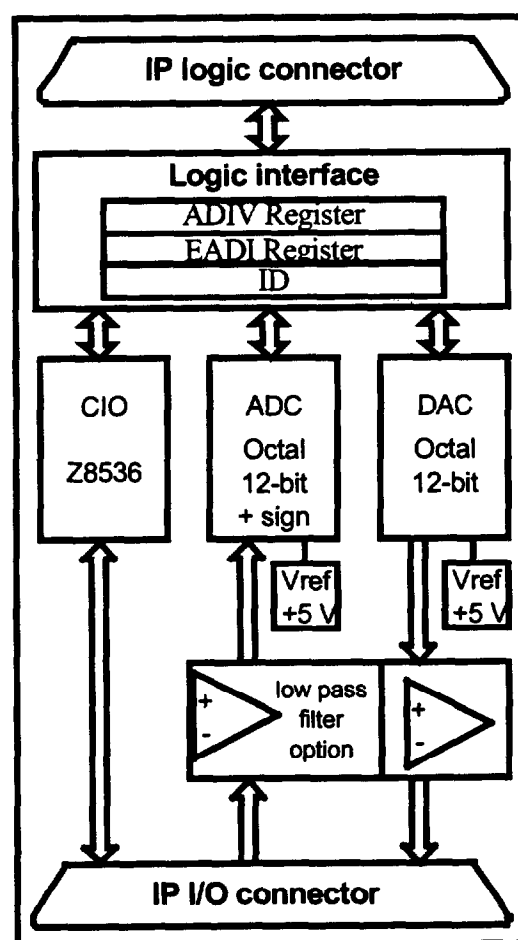 IP logic connector
Logic interface
ADIV Register
EADI Register
ID
CIO
Z8536
ADC
Octal
12-bit
+ sign
DAC
Octal
12-bit
Vref
+5 V
Vref
+5 V
+
-
low pass
filter
option
+
-
IP I/O connector